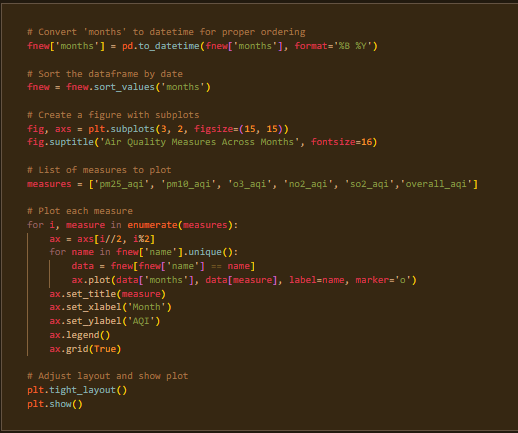 # Convert 'months' to datetime for proper ordering
fnew['months'] = pd.to_datetime(fnew['months'], format='%B %Y')
# Sort the dataframe by date
fnew = fnew.sort_values('months')
# Create a figure with subplots
fig, axs = plt.subplots(3, 2, figsize=(15, 15))
fig.suptitle('Air Quality Measures Across Months', fontsize=16)
# List of measures to plot
measures = ['pm25_aqi', 'pm10_aqi', 'o3_aqi', 'no2_aqi', 'so2_aqi','overall_aqi']
# Plot each measure
for i, measure in enumerate(measures):
    ax = axs[i//2, i%2]
    for name in fnew['name'].unique():
        data = fnew[fnew['name'] == name]
        ax.plot(data['months'], data[measure], label=name, marker='o')
    ax.set_title(measure)
    ax.set_xlabel('Month')
    ax.set_ylabel('AQI')
    ax.legend()
    ax.grid(True)
# Adjust layout and show plot
plt.tight_layout()
plt.show()